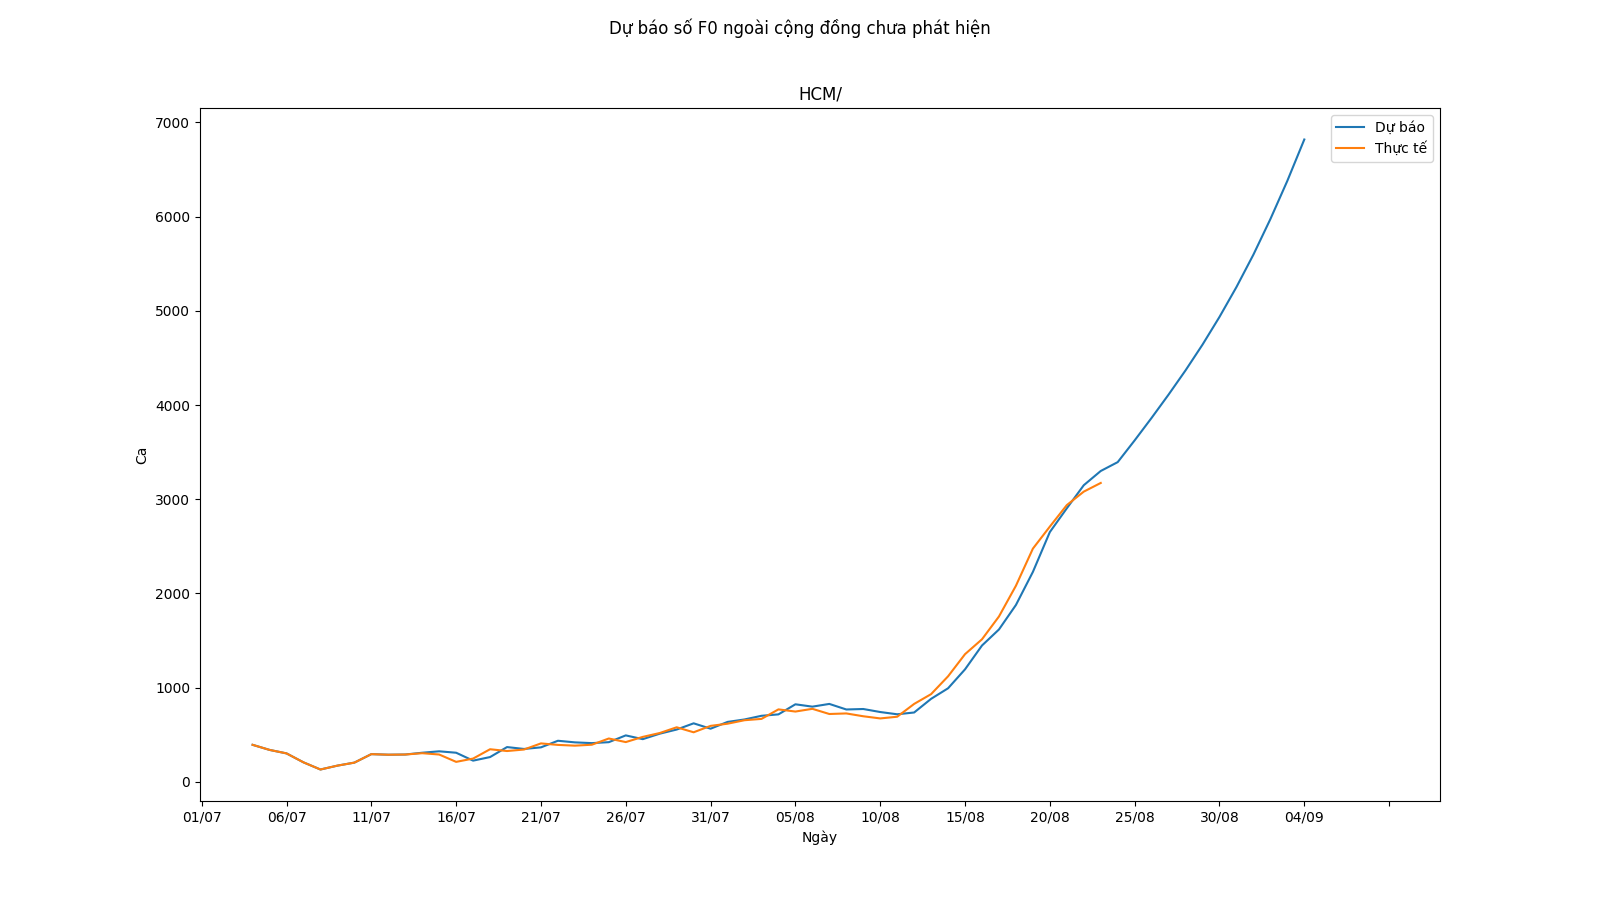 Dự báo số F0 ngoài cộng đồng chưa phát hiện
HCM/
Dự báo
Thực tế
7000
6000
5000
4000
3000
2000
1000
0
Ca
01/07 06/07 11/07 16/07 21/07 26/07 31/07 05/08 10/08 15/08 20/08 25/08 30/08 04/09
Ngày